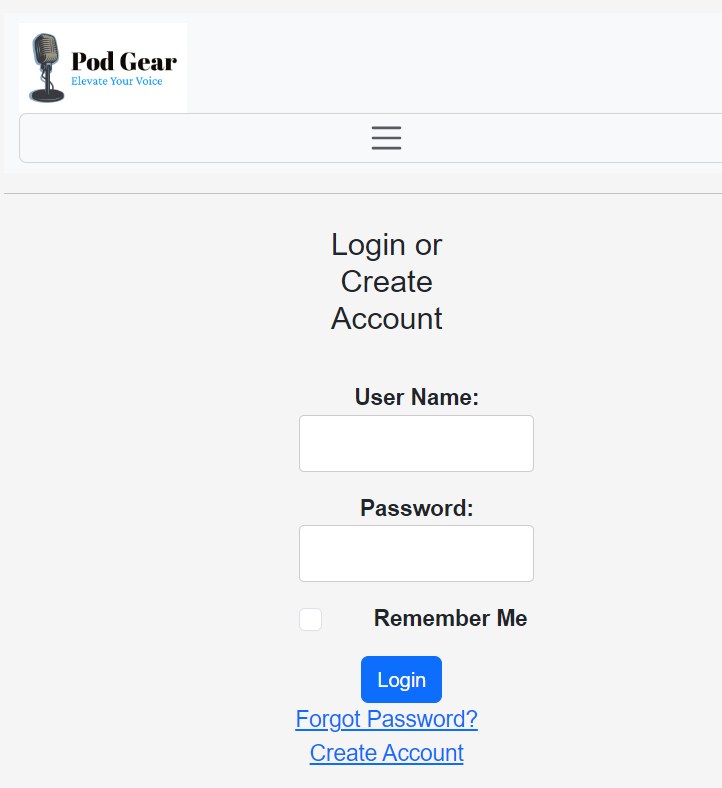 Pod Gear
Elevate Your Voice
Login or
Create
Account
User Name:
Password:
Remember Me
Login
Forgot Password?
Create Account